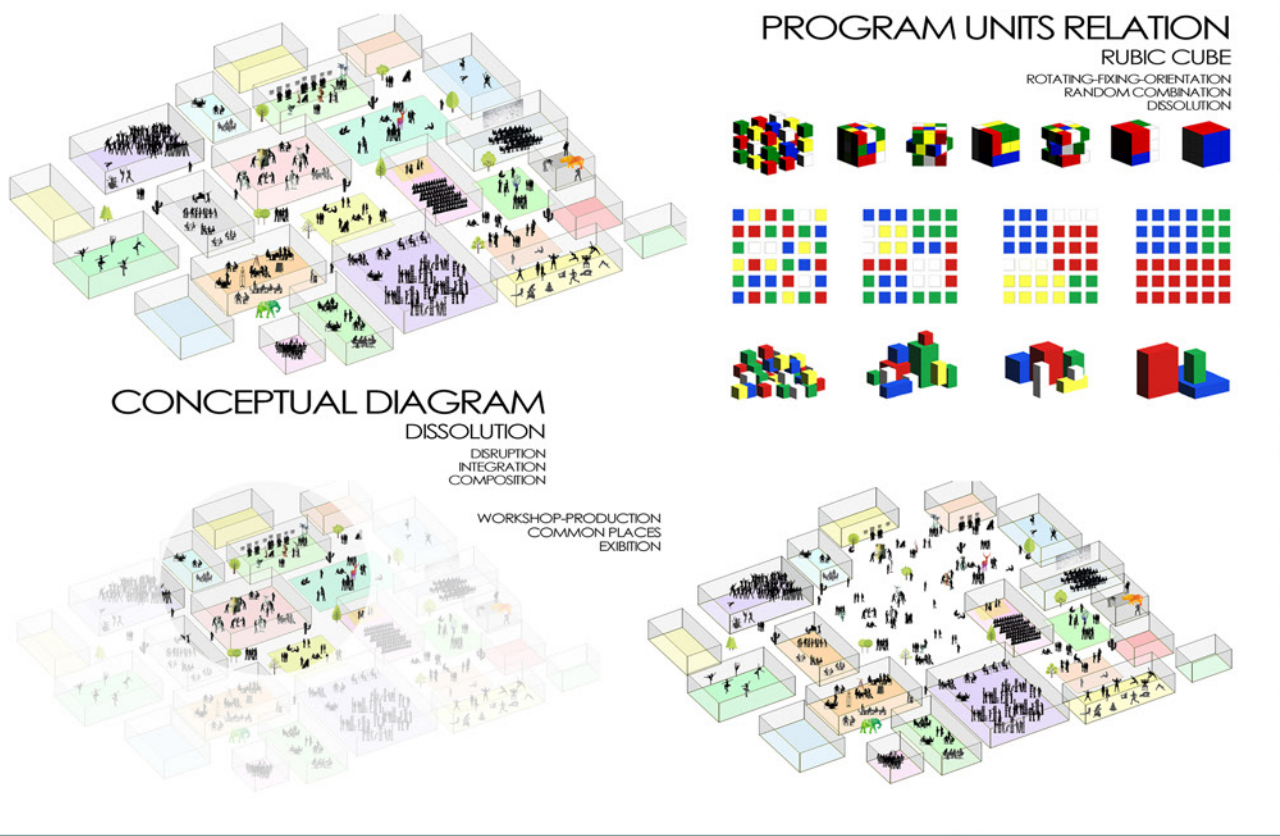 PROGRAM UNITS RELATION
RUBIC CUBE
ROTATING-FIXING-ORIENTATION
RANDOM COMBINATION
DISSOLUTION
CONCEPTUAL DIAGRAM
DISSOLUTION
DISRUPTION
INTEGRATION
COMPOSITION
WORKSHOP-PRODUCTION
COMMON PLACES
EXIBITION